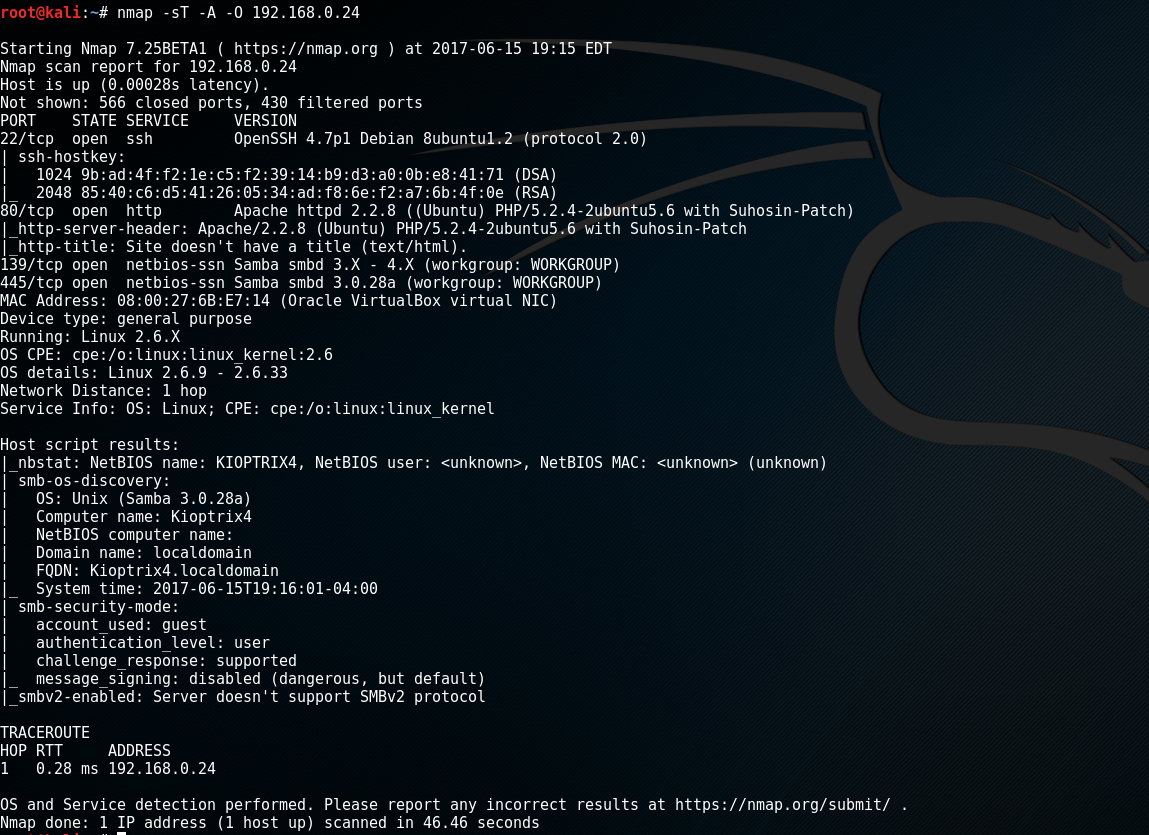 root@kali:~# nmap -sT -A -O 192.168.0.24

Starting Nmap 7.25BETA1 ( https://nmap.org ) at 2017-06-15 19:15 EDT
Nmap scan report for 192.168.0.24
Host is up (0.00028s latency).
Not shown: 566 closed ports, 430 filtered ports
PORT    STATE SERVICE     VERSION
22/tcp  open  ssh         OpenSSH 4.7p1 Debian 8ubuntu1.2 (protocol 2.0)
| ssh-hostkey:
|   1024 9b:ad:4f:f2:1e:c5:f2:39:14:b9:d3:a0:0b:e8:41:71 (DSA)
|_  2048 85:40:c6:d5:41:26:05:34:ad:f8:6e:f2:a7:6b:4f:0e (RSA)
80/tcp  open  http        Apache httpd 2.2.8 ((Ubuntu) PHP/5.2.4-2ubuntu5.6 with Suhosin-Patch)
|_http-server-header: Apache/2.2.8 (Ubuntu) PHP/5.2.4-2ubuntu5.6 with Suhosin-Patch
|_http-title: Site doesn't have a title (text/html).
139/tcp open  netbios-ssn Samba smbd 3.X - 4.X (workgroup: WORKGROUP)
445/tcp open  netbios-ssn Samba smbd 3.0.28a (workgroup: WORKGROUP)
MAC Address: 08:00:27:6B:E7:14 (Oracle VirtualBox virtual NIC)
Device type: general purpose
Running: Linux 2.6.X
OS CPE: cpe:/o:linux:linux_kernel:2.6
OS details: Linux 2.6.9 - 2.6.33
Network Distance: 1 hop
Service Info: OS: Linux; CPE: cpe:/o:linux:linux_kernel

Host script results:
|_nbstat: NetBIOS name: KIOPTRIX4, NetBIOS user: <unknown>, NetBIOS MAC: <unknown> (unknown)
| smb-os-discovery:
|   OS: Unix (Samba 3.0.28a)
|   Computer name: Kioptrix4
|   NetBIOS computer name:
|   Domain name: localdomain
|   FQDN: Kioptrix4.localdomain
|_  System time: 2017-06-15T19:16:01-04:00
| smb-security-mode:
|   account_used: guest
|   authentication_level: user
|   challenge_response: supported
|_  message_signing: disabled (dangerous, but default)
|_smbv2-enabled: Server doesn't support SMBv2 protocol

TRACEROUTE
HOP RTT     ADDRESS
1   0.28 ms 192.168.0.24

OS and Service detection performed. Please report any incorrect results at https://nmap.org/submit/ .
Nmap done: 1 IP address (1 host up) scanned in 46.46 seconds
root@kali:~#